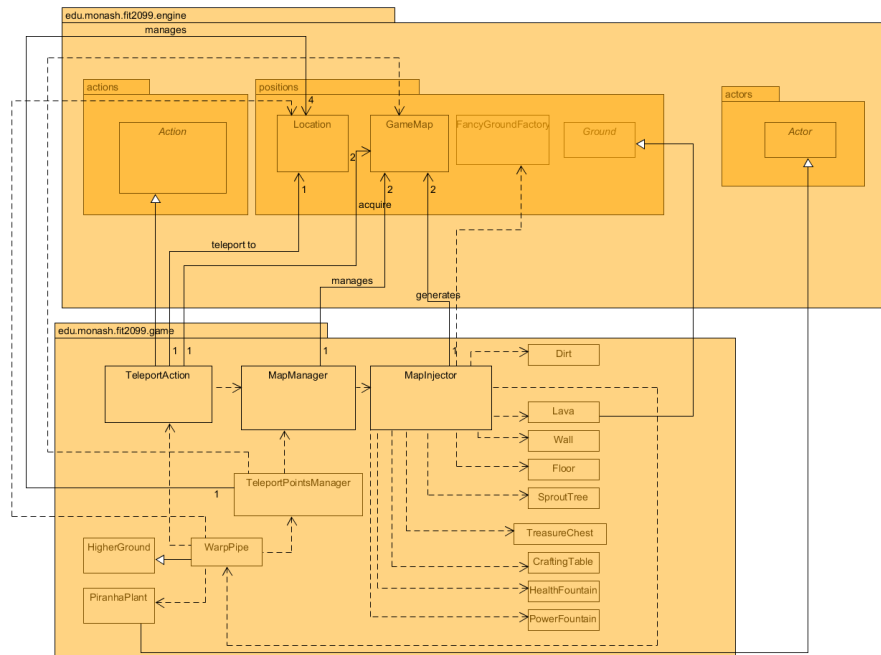 edu.monash.fit2099.engine
manages
actions
positions
actors
4
Action
Location
GameMap
FancyGroundFactory
Ground
Actor
2
1
2
2
acquire
teleport to
manages
generates
edu.monash.fit2099.game
1
1
1
1
TeleportAction
MapManager
MapInjector
Dirt
Lava
Wall
Floor
TeleportPointsManager
1
SproutTree
TreasureChest
HigherGround
WarpPipe
CraftingTable
PiranhaPlant
HealthFountain
PowerFountain